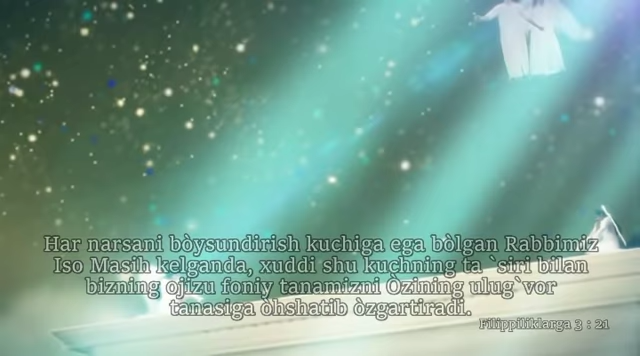 Har narsani bòysundirish kuchiga ega bòlgan Rabbimiz
Iso Masih kelganda, xuddi shu kuchning ta `siri bilan
bizning ojizu foniy tanamizni Òzining ulug`vor
tanasiga òhshatib òzgartiradi.
Filippiliklarga 3 : 21